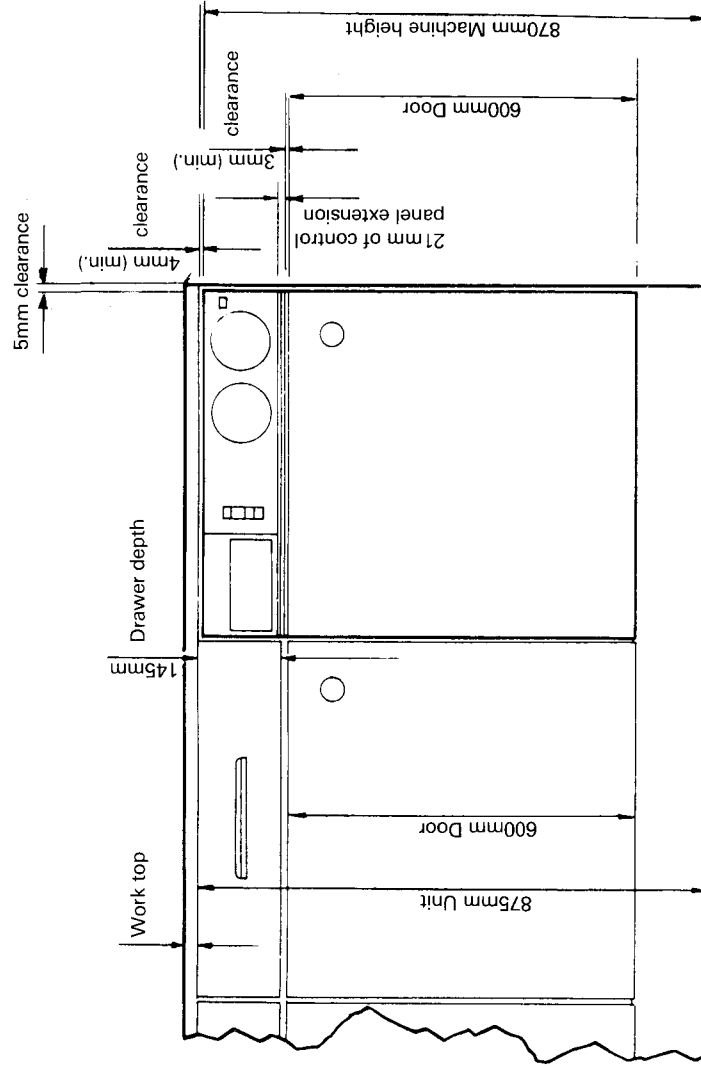 5mm clearance
4mm (min.)
clearance
3mm (min.)
clearance
870mm Machine height
600mm Door
21mm of control
panel extension
Drawer depth
145mm
Work top
600mm Door
875mm Unit